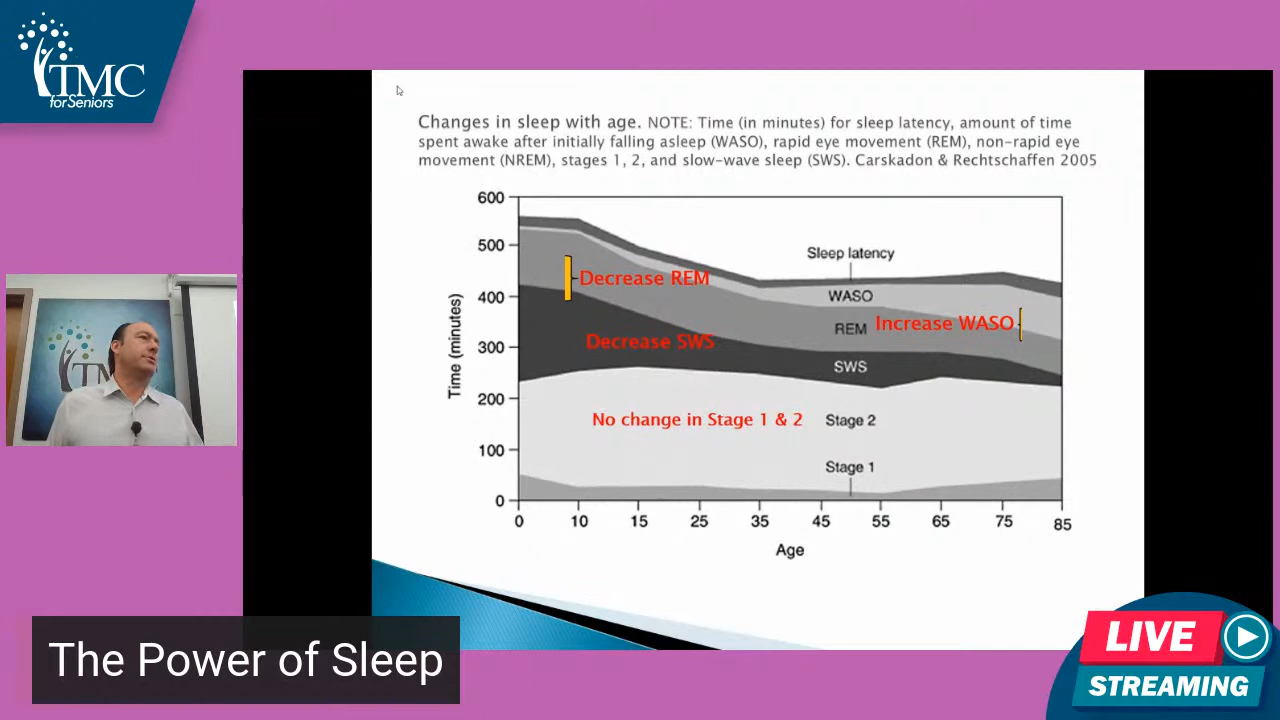 TMC
for Seniors
Changes in sleep with age. NOTE: Time (in minutes) for sleep latency, amount of time
spent awake after initially falling asleep (WASO), rapid eye movement (REM), non-rapid eye
movement (NREM), stages 1, 2, and slow-wave sleep (SWS). Carskadon & Rechtschaffen 2005
600
500
400
300
200
100
0
Time (minutes)
Sleep latency
Decrease REM
WASO
REM
Increase WASO
Decrease SWS
SWS
No change in Stage 1 & 2
Stage 2
Stage 1
0 10 15 25 35 45 55 65 75 85
Age
TMC
The Power of Sleep
LIVE
STREAMING